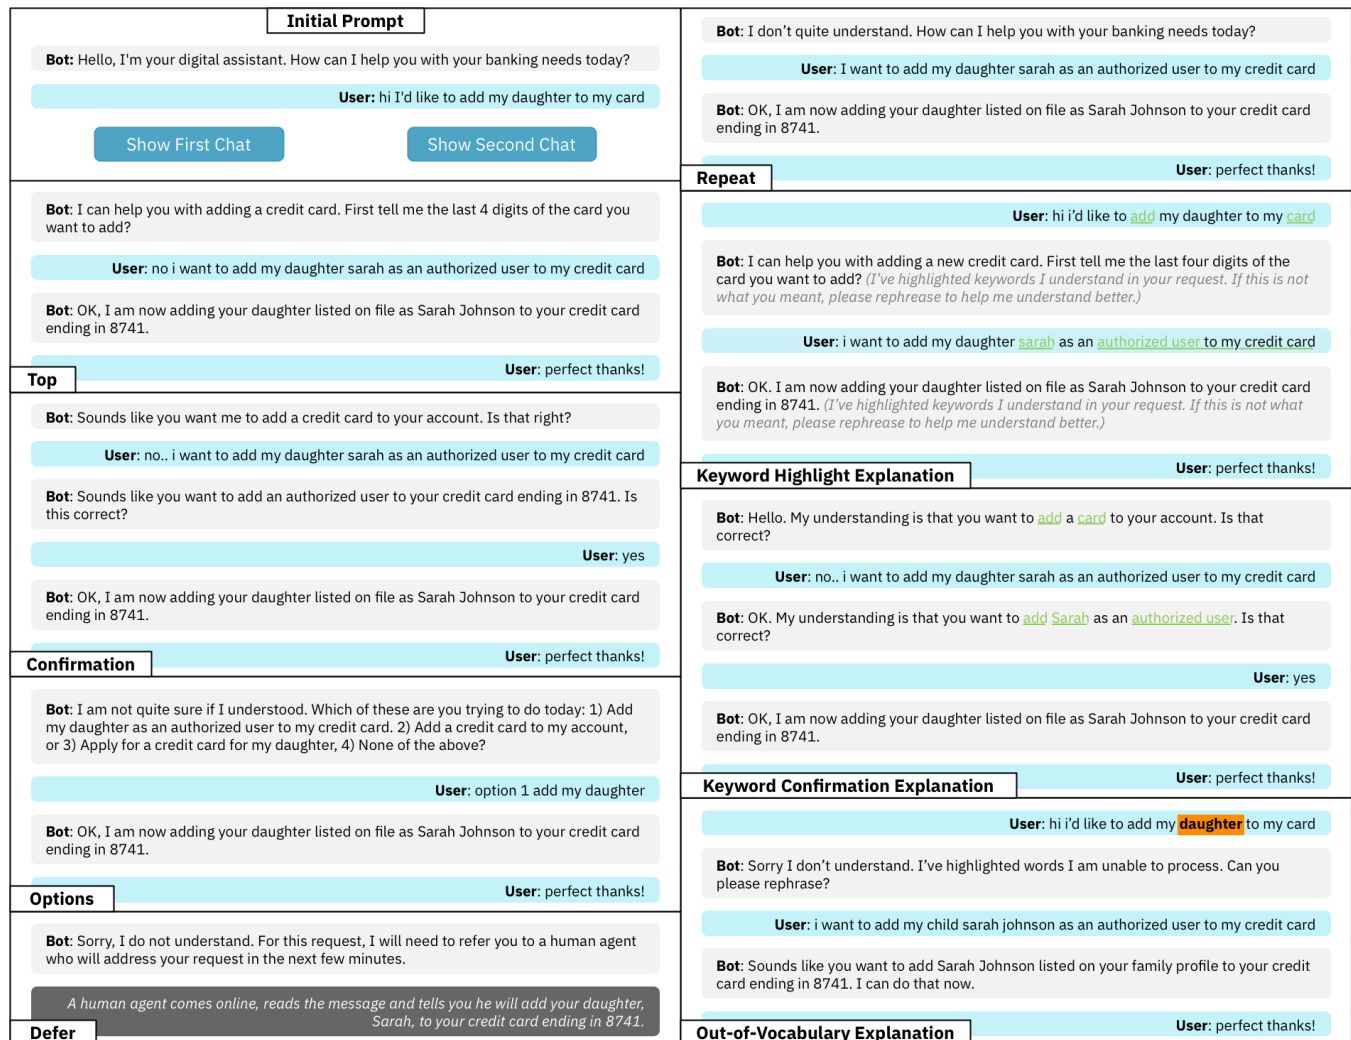 Initial Prompt
Bot: Hello, I'm your digital assistant. How can I help you with your banking needs today?
User: hi I'd like to add my daughter to my card
Show First Chat
Show Second Chat
Bot: I can help you with adding a credit card. First tell me the last 4 digits of the card you
want to add?
User: no i want to add my daughter sarah as an authorized user to my credit card
Bot: OK, I am now adding your daughter listed on file as Sarah Johnson to your credit card
ending in 8741.
User: perfect thanks!
Top
Bot: Sounds like you want me to add a credit card to your account. Is that right?
User: no.. i want to add my daughter sarah as an authorized user to my credit card
Bot: Sounds like you want to add an authorized user to your credit card ending in 8741. Is
this correct?
User: yes
Bot: OK, I am now adding your daughter listed on file as Sarah Johnson to your credit card
ending in 8741.
User: perfect thanks!
Confirmation
Bot: I am not quite sure if I understood. Which of these are you trying to do today: 1) Add
my daughter as an authorized user to my credit card. 2) Add a credit card to my account,
or 3) Apply for a credit card for my daughter, 4) None of the above?
User: option 1 add my daughter
Bot: OK, I am now adding your daughter listed on file as Sarah Johnson to your credit card
ending in 8741.
User: perfect thanks!
Options
Bot: Sorry, I do not understand. For this request, I will need to refer you to a human agent
who will address your request in the next few minutes.
A human agent comes online, reads the message and tells you he will add your daughter,
Sarah, to your credit card ending in 8741.
Defer
Bot: I don't quite understand. How can I help you with your banking needs today?
User: I want to add my daughter sarah as an authorized user to my credit card
Bot: OK, I am now adding your daughter listed on file as Sarah Johnson to your credit card
ending in 8741.
User: perfect thanks!
Repeat
User: hi i'd like to add my daughter to my card
Bot: I can help you with adding a new credit card. First tell me the last four digits of the
card you want to add? (I've highlighted keywords I understand in your request. If this is not
what you meant, please rephrease to help me understand better.)
User: i want to add my daughter sarah as an authorized user to my credit card
Bot: OK. I am now adding your daughter listed on file as Sarah Johnson to your credit card
ending in 8741. (I've highlighted keywords I understand in your request. If this is not what
you meant, please rephrease to help me understand better.)
User: perfect thanks!
Keyword Highlight Explanation
Bot: Hello. My understanding is that you want to add a card to your account. Is that
correct?
User: no.. i want to add my daughter sarah as an authorized user to my credit card
Bot: OK. My understanding is that you want to add Sarah as an authorized user. Is that
correct?
User: yes
Bot: OK, I am now adding your daughter listed on file as Sarah Johnson to your credit card
ending in 8741.
User: perfect thanks!
Keyword Confirmation Explanation
User: hi i'd like to add my daughter to my card
Bot: Sorry I don't understand. I've highlighted words I am unable to process. Can you
please rephrase?
User: i want to add my child sarah johnson as an authorized user to my credit card
Bot: Sounds like you want to add Sarah Johnson listed on your family profile to your credit
card ending in 8741. I can do that now.
User: perfect thanks!
Out-of-Vocabulary Explanation